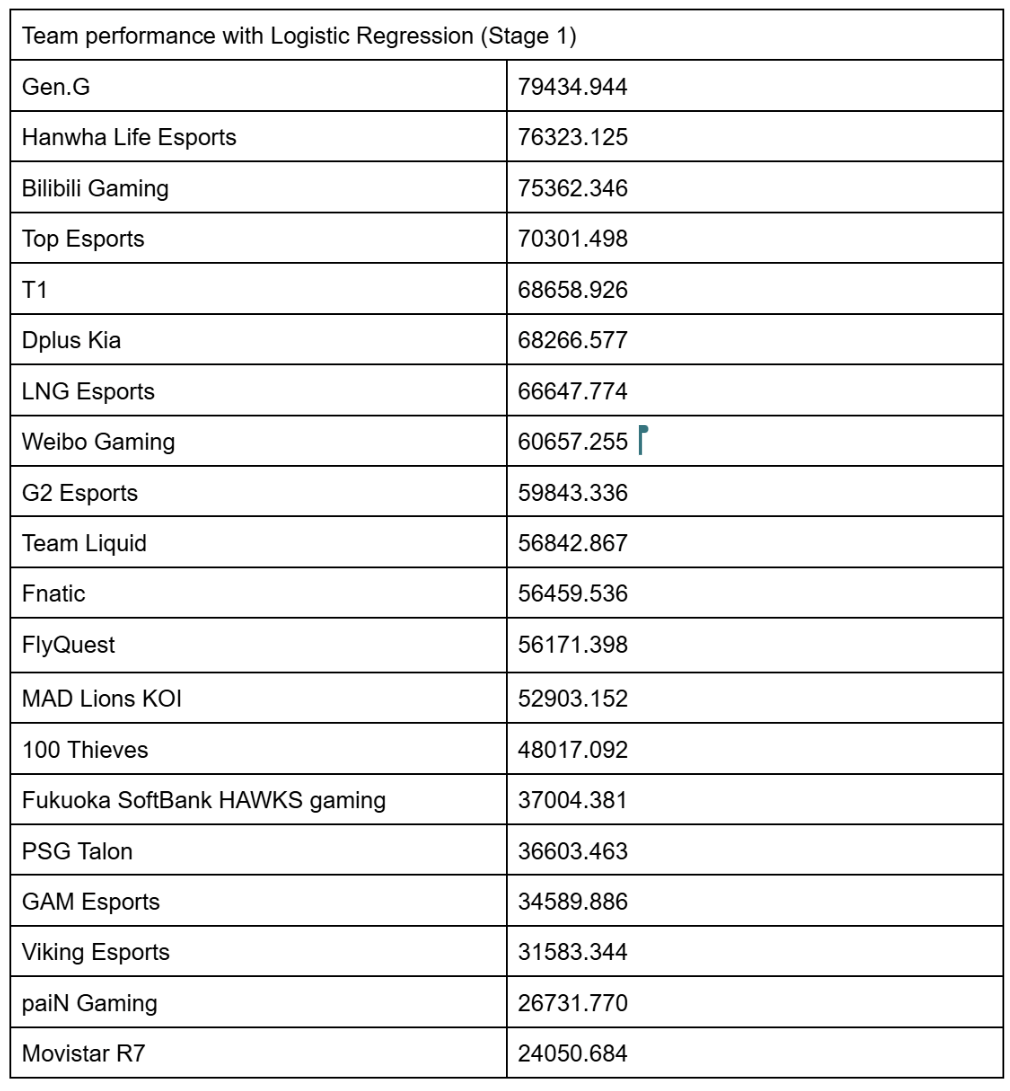 Team performance with Logistic Regression (Stage 1)
Gen.G 79434.944
Hanwha Life Esports 76323.125
Bilibili Gaming 75362.346
Top Esports 70301.498
T1 68658.926
Dplus Kia 68266.577
LNG Esports 66647.774
Weibo Gaming 60657.255
G2 Esports 59843.336
Team Liquid 56842.867
Fnatic 56459.536
FlyQuest 56171.398
MAD Lions KOI 52903.152
100 Thieves 48017.092
Fukuoka SoftBank HAWKS gaming 37004.381
PSG Talon 36603.463
GAM Esports 34589.886
Viking Esports 31583.344
paiN Gaming 26731.770
Movistar R7 24050.684